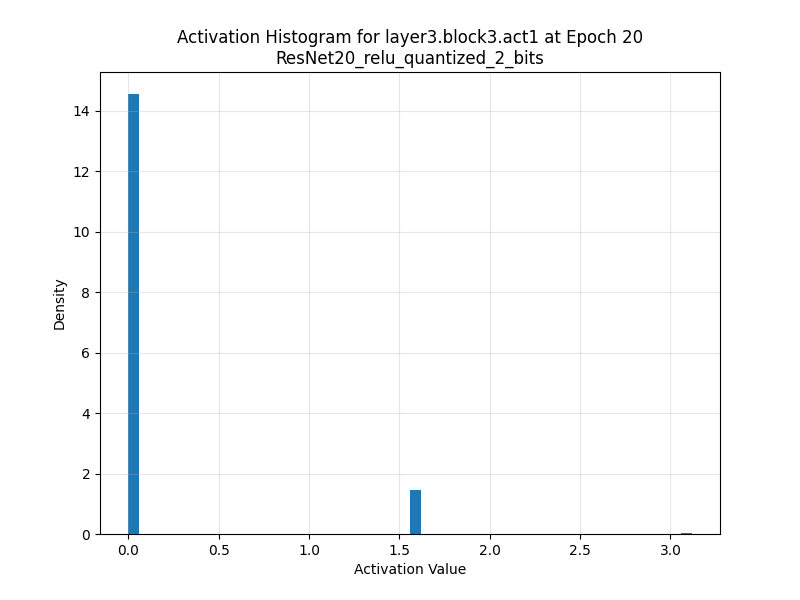 Activation Histogram for layer3.block3.act1 at Epoch 20
ResNet20_relu_quantized_2_bits
14
12
10
8
6
4
2
0
Density
0.0 0.5 1.0 1.5 2.0 2.5 3.0
Activation Value